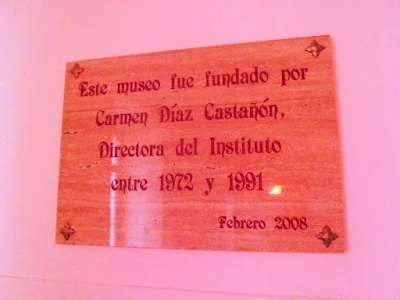 Este museo fue fundado por
Carmen Díaz Castañón,
Directora del Instituto
entre 1972 y 1991
Febrero 2008